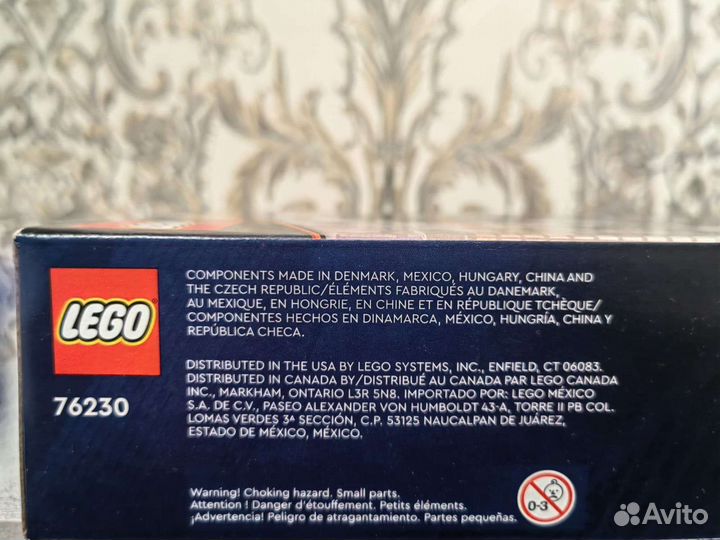 LEGO
76230
COMPONENTS MADE IN DENMARK, MEXICO, HUNGARY, CHINA AND
THE CZECH REPUBLIC/ÉLÉMENTS FABRIQUÉS AU DANEMARK,
AU MEXIQUE, EN HONGRIE, EN CHINE ET EN RÉPUBLIQUE TCHÈQUE/
COMPONENTES HECHOS EN DINAMARCA, MÉXICO, HUNGRÍA, CHINA Y
REPÚBLICA CHECA.
DISTRIBUTED IN THE USA BY LEGO SYSTEMS, INC., ENFIELD, CT 06083.
DISTRIBUTED IN CANADA BY/DISTRIBUÉ AU CANADA PAR LEGO CANADA
INC., MARKHAM, ONTARIO L3R 5N8. IMPORTADO POR: LEGO MÉXICO
S.A. DE C.V., PASEO ALEXANDER VON HUMBOLDT 43-A, TORRE II PB COL.
LOMAS VERDES 3ª SECCIÓN, C.P. 53125 NAUCALPAN DE JUÁREZ,
ESTADO DE MÉXICO, MÉXICO.
Warning! Choking hazard. Small parts.
Attention ! Danger d'étouffement. Petits éléments.
¡Advertencia! Peligro de atragantamiento. Partes pequeñas.
0-3
Avito